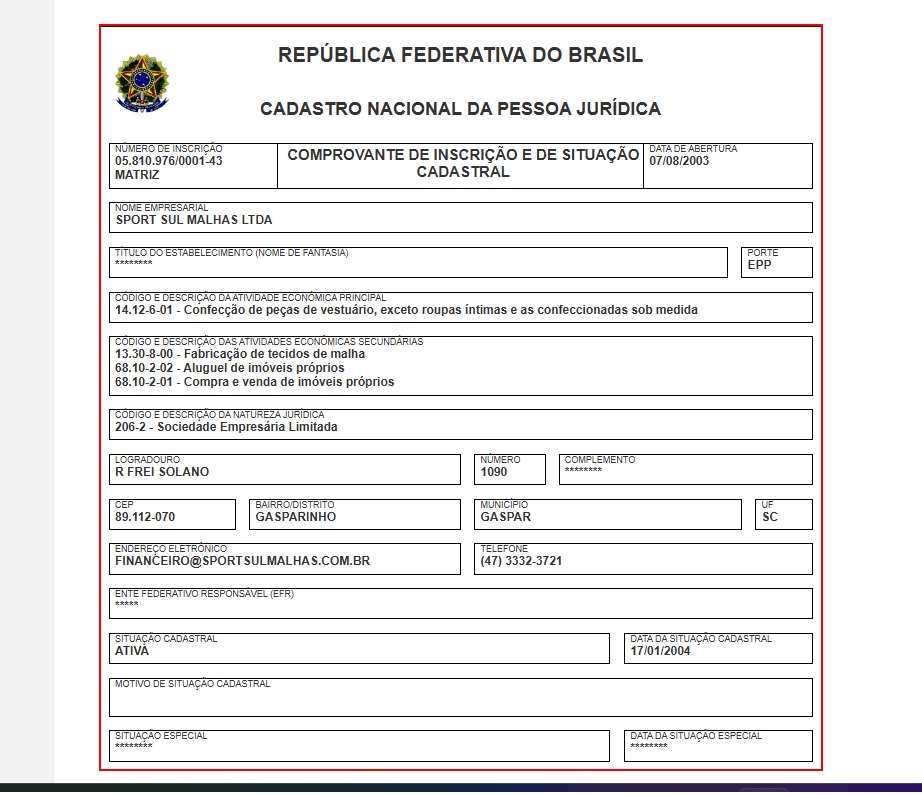 REPÚBLICA FEDERATIVA DO BRASIL
CADASTRO NACIONAL DA PESSOA JURÍDICA
NÚMERO DE INSCRIÇÃO
05.810.976/0001-43
MATRIZ
COMPROVANTE DE INSCRIÇÃO E DE SITUAÇÃO
CADASTRAL
DATA DE ABERTURA
07/08/2003
NOME EMPRESARIAL
SPORT SUL MALHAS LTDA
TÍTULO DO ESTABELECIMENTO (NOME DE FANTASIA)
********
PORTE
EPP
CÓDIGO E DESCRIÇÃO DA ATIVIDADE ECONÔMICA PRINCIPAL
14.12-6-01 - Confecção de peças de vestuário, exceto roupas íntimas e as confeccionadas sob medida
CÓDIGO E DESCRIÇÃO DAS ATIVIDADES ECONÔMICAS SECUNDÁRIAS
13.30-8-00 - Fabricação de tecidos de malha
68.10-2-02 - Aluguel de imóveis próprios
68.10-2-01 - Compra e venda de imóveis próprios
CÓDIGO E DESCRIÇÃO DA NATUREZA JURÍDICA
206-2 - Sociedade Empresária Limitada
LOGRADOURO
R FREI SOLANO
NÚMERO
1090
COMPLEMENTO
********
CEP
89.112-070
BAIRRO/DISTRITO
GASPARINHO
MUNICÍPIO
GASPAR
UF
SC
ENDEREÇO ELETRÔNICO
FINANCEIRO@SPORTSULMALHAS.COM.BR
TELEFONE
(47) 3332-3721
ENTE FEDERATIVO RESPONSÁVEL (EFR)
*****
SITUAÇÃO CADASTRAL
ATIVA
DATA DA SITUAÇÃO CADASTRAL
17/01/2004
MOTIVO DE SITUAÇÃO CADASTRAL
SITUAÇÃO ESPECIAL
********
DATA DA SITUAÇÃO ESPECIAL
********